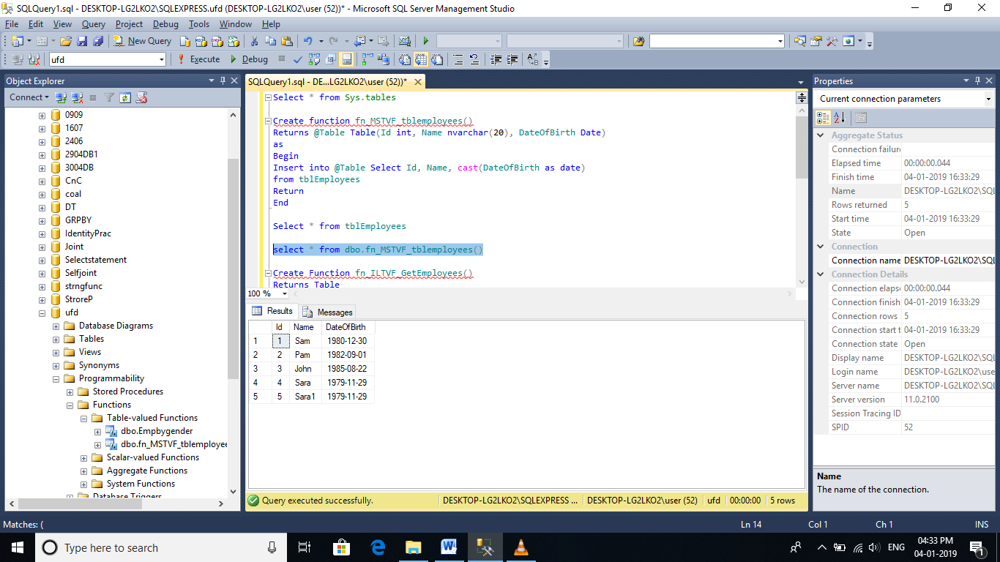 SQLQuery1.sql - DESKTOP-LG2LKO2\SQLEXPRESS.ufd (DESKTOP-LG2LKO2\user (52))* - Microsoft SQL Server Management Studio
File Edit View Query Project Debug Tools Window Help
New Query
ufd Execute Debug
Object Explorer
Connect
0909
1607
2406
2904DB1
3004DB
CnC
coal
DT
GRPBY
IdentityPrac
Joint
Selectstatement
Selfjoint
strngfunc
StroreP
ufd
Database Diagrams
Tables
Views
Synonyms
Programmability
Stored Procedures
Functions
Table-valued Functions
dbo.Empbygender
dbo.fn_MSTVF_tblemployee
Scalar-valued Functions
Aggregate Functions
System Functions
Database Triggers
SQLQuery1.sql - DE...LG2LKO2\user (52))*
Select * from Sys.tables
Create function fn_MSTVF_tblemployees()
Returns @Table Table(Id int, Name nvarchar(20), DateOfBirth Date)
as
Begin
Insert into @Table Select Id, Name, cast(DateOfBirth as date)
from tblEmployees
Return
End
Select * from tblEmployees
select * from dbo.fn_MSTVF_tblemployees()
Create Function fn_ILTVF_GetEmployees()
Returns Table
100 %
Results Messages
Id Name DateOfBirth
1 1 Sam 1980-12-30
2 2 Pam 1982-09-01
3 3 John 1985-08-22
4 4 Sara 1979-11-29
5 5 Sara1 1979-11-29
Query executed successfully. DESKTOP-LG2LKO2\SQLEXPRESS ... DESKTOP-LG2LKO2\user (52) ufd 00:00:00 5 rows
Properties
Current connection parameters
Aggregate Status
Connection failure
Elapsed time 00:00:00.044
Finish time 04-01-2019 16:33:29
Name DESKTOP-LG2LKO2\SQL
Rows returned 5
Start time 04-01-2019 16:33:29
State Open
Connection
Connection name DESKTOP-LG2LKO2\SQL
Connection Details
Connection elaps 00:00:00.044
Connection finish 04-01-2019 16:33:29
Connection rows 5
Connection start t 04-01-2019 16:33:29
Connection state Open
Display name DESKTOP-LG2LKO2\SQL
Login name DESKTOP-LG2LKO2\use
Server name DESKTOP-LG2LKO2\SQL
Server version 11.0.2100
Session Tracing ID
SPID 52
Name
The name of the connection.
Matches: ( Ln 14 Col 1 Ch 1 INS
Type here to search
ENG
04:33 PM
04-01-2019
1